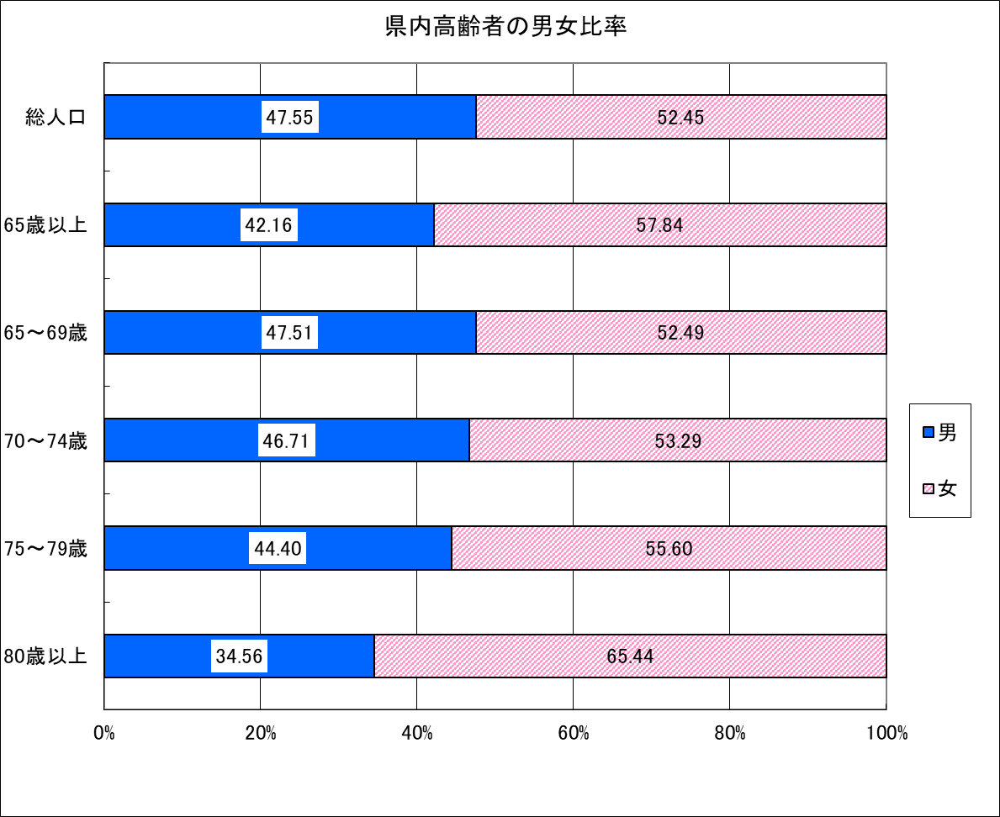 県内高齢者の男女比率
総人口 47.55 52.45
65歳以上 42.16 57.84
65～69歳 47.51 52.49
70～74歳 46.71 53.29
男
75～79歳 44.40 55.60
女
80歳以上 34.56 65.44
0% 20% 40% 60% 80% 100%